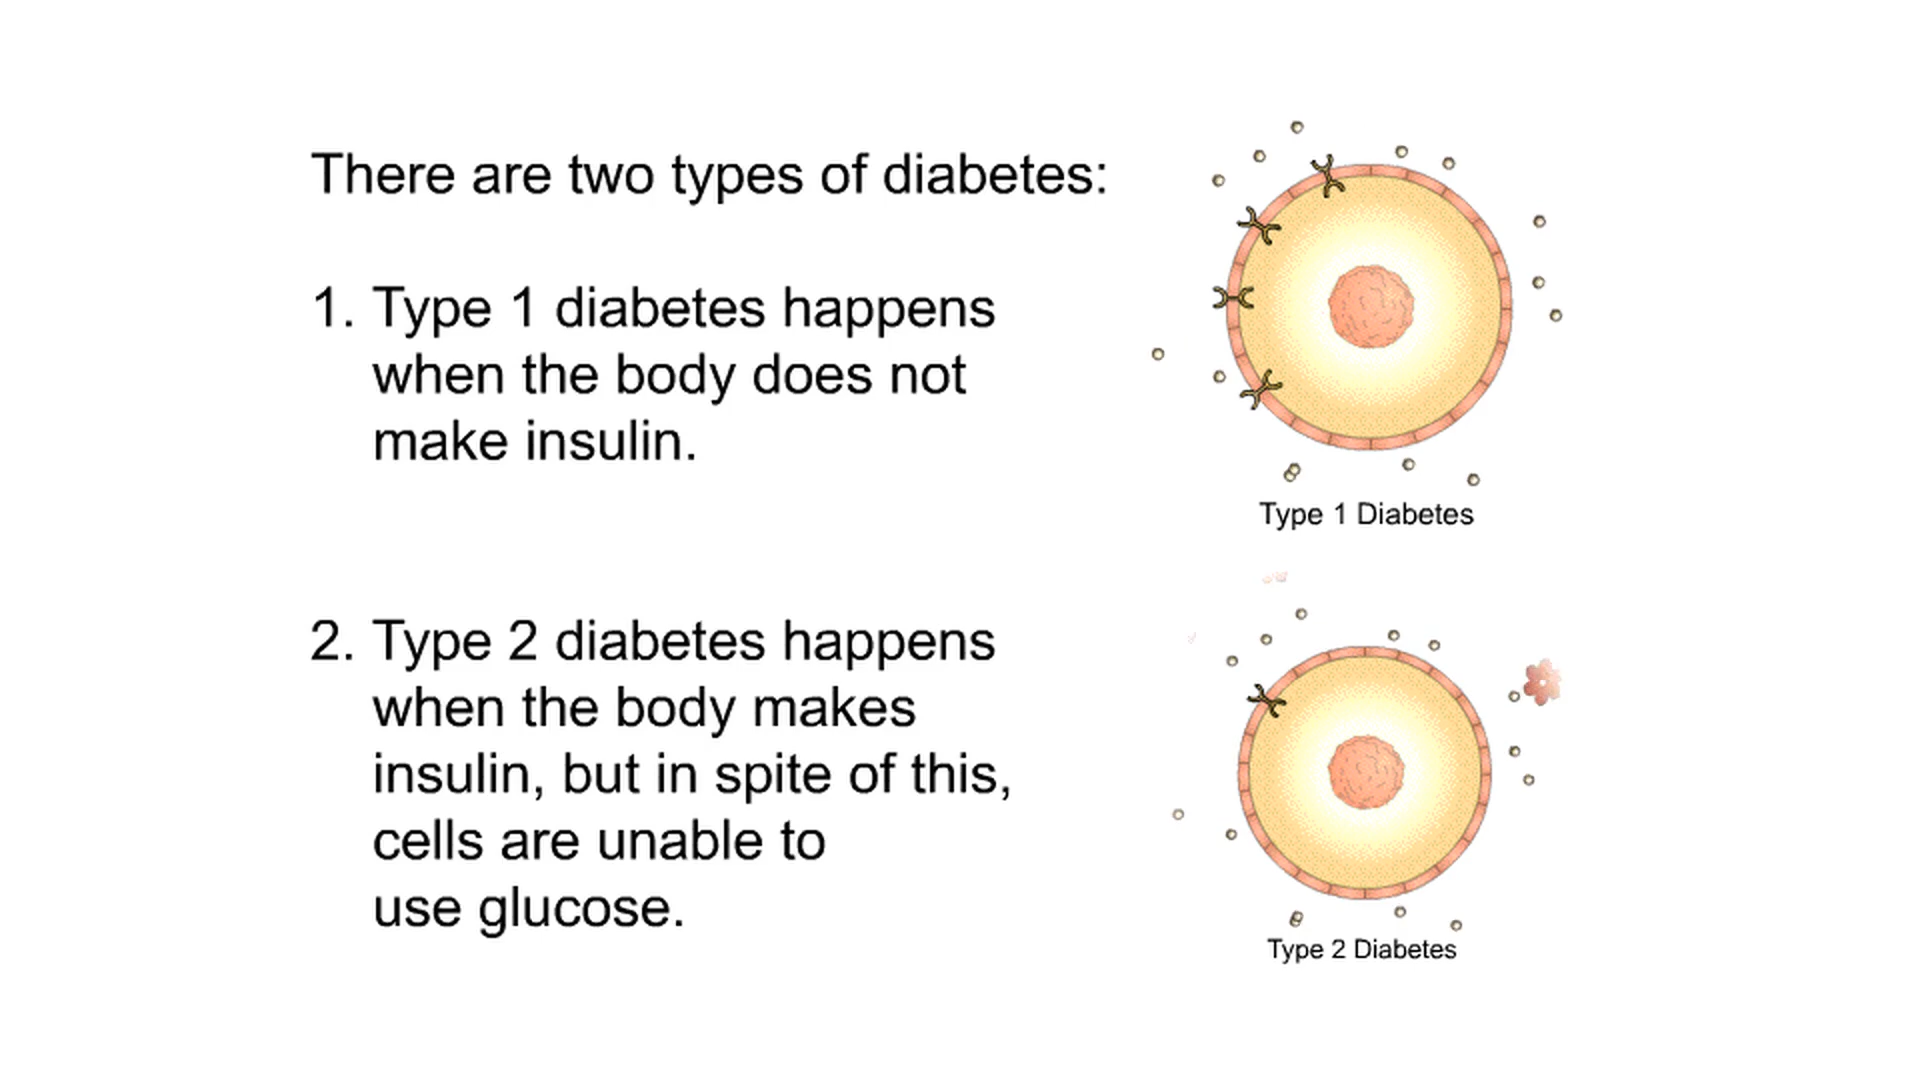 There are two types of diabetes:
1. Type 1 diabetes happens
when the body does not
make insulin.
Type 1 Diabetes
2. Type 2 diabetes happens
when the body makes
insulin, but in spite of this,
cells are unable to
use glucose.
Type 2 Diabetes